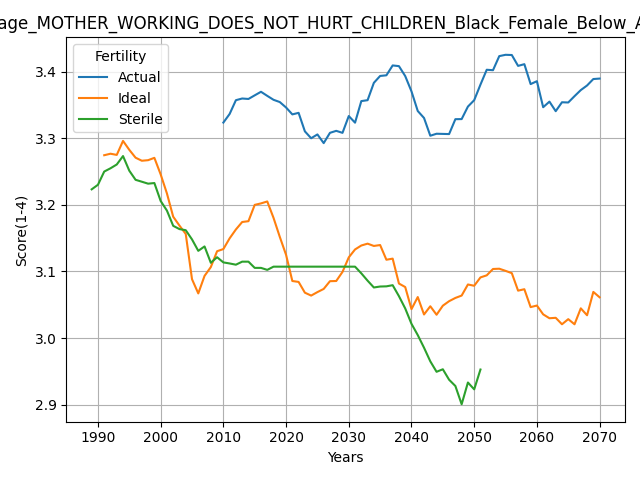 age_MOTHER_WORKING_DOES_NOT_HURT_CHILDREN_Black_Female_Below_A
Fertility
Actual
Ideal
Sterile
Score(1-4)
3.4
3.3
3.2
3.1
3.0
2.9
1990 2000 2010 2020 2030 2040 2050 2060 2070
Years